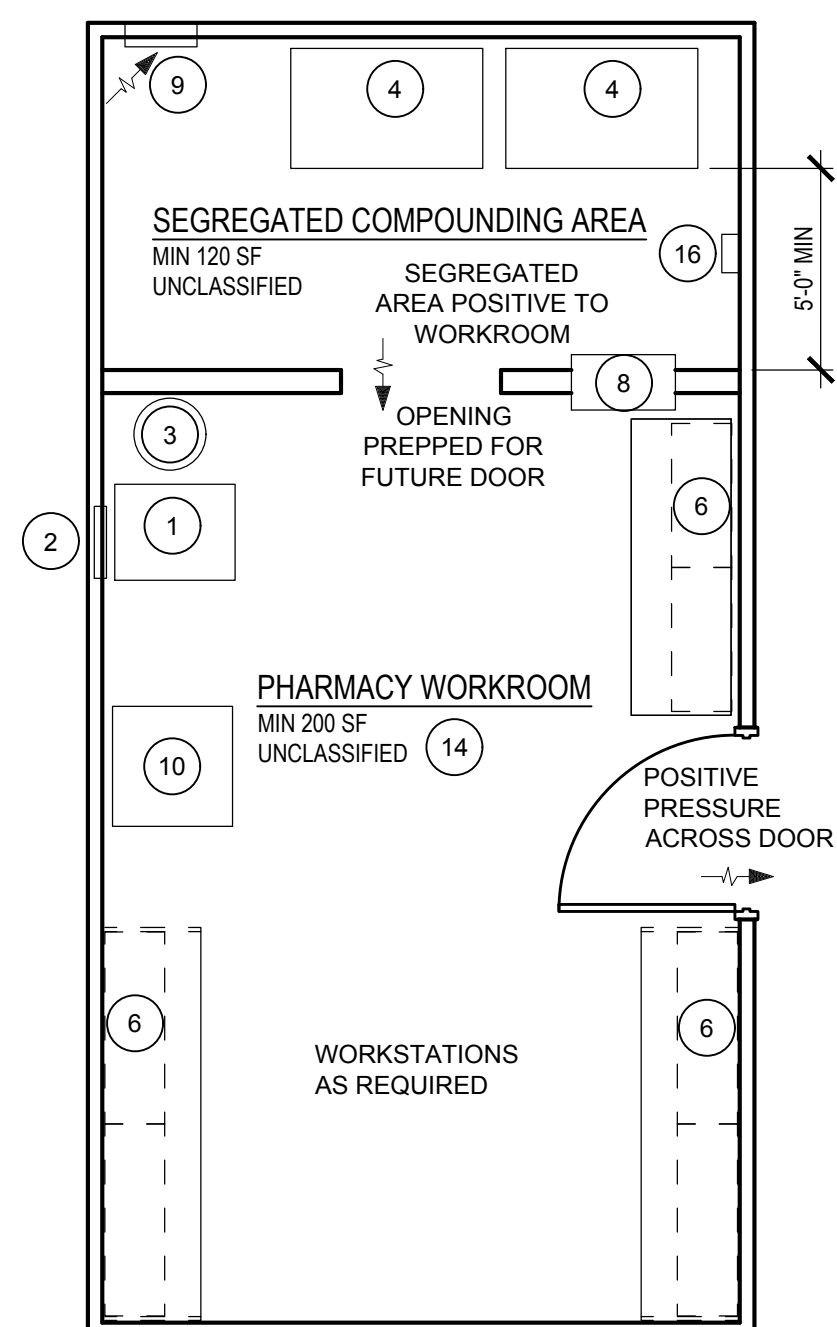 9
4
4
SEGREGATED COMPOUNDING AREA
MIN 120 SF
UNCLASSIFIED
16
5'-0" MIN
SEGREGATED
AREA POSITIVE TO
WORKROOM
8
OPENING
PREPPED FOR
FUTURE DOOR
3
1
2
6
PHARMACY WORKROOM
MIN 200 SF
UNCLASSIFIED
14
10
POSITIVE
PRESSURE
ACROSS DOOR
6
6
WORKSTATIONS
AS REQUIRED